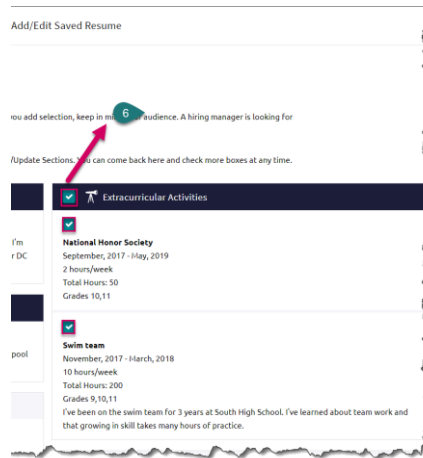 Add/Edit Saved Resume
you add selection, keep in audience. A hiring manager is looking for
6
/Update Sections. You can come back here and check more boxes at any time.
Extracurricular Activities
I'm
r DC
National Honor Society
September, 2017 - May, 2019
2 hours/week
Total Hours: 50
Grades 10,11
pool
Swim team
November, 2017 - March, 2018
10 hours/week
Total Hours: 200
Grades 9,10,11
I've been on the swim team for 3 years at South High School. I've learned about team work and
that growing in skill takes many hours of practice.